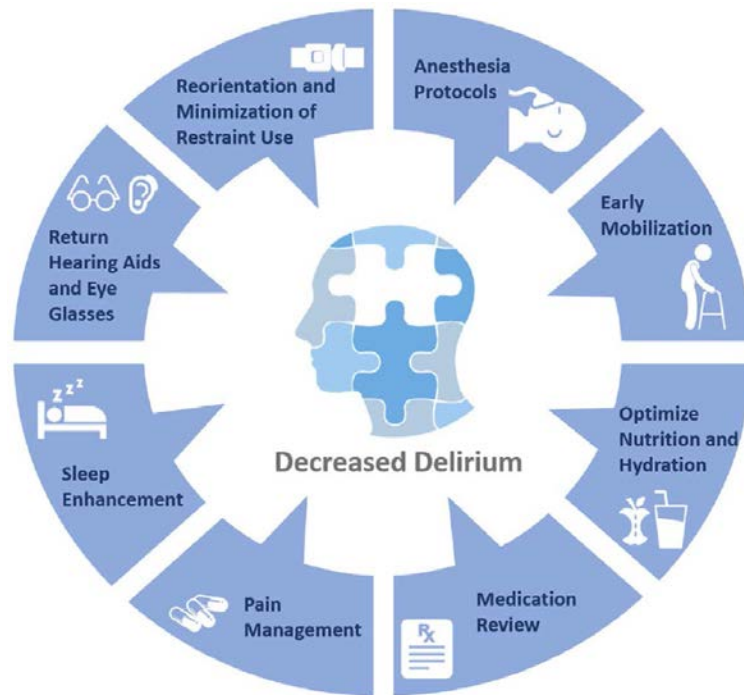 Reorientation and
Minimization of
Restraint Use
Anesthesia
Protocols
Early
Mobilization
Optimize
Nutrition and
Hydration
Rx
Medication
Review
Pain
Management
z z z
Sleep
Enhancement
Return
Hearing Aids
and Eye
Glasses
Decreased Delirium